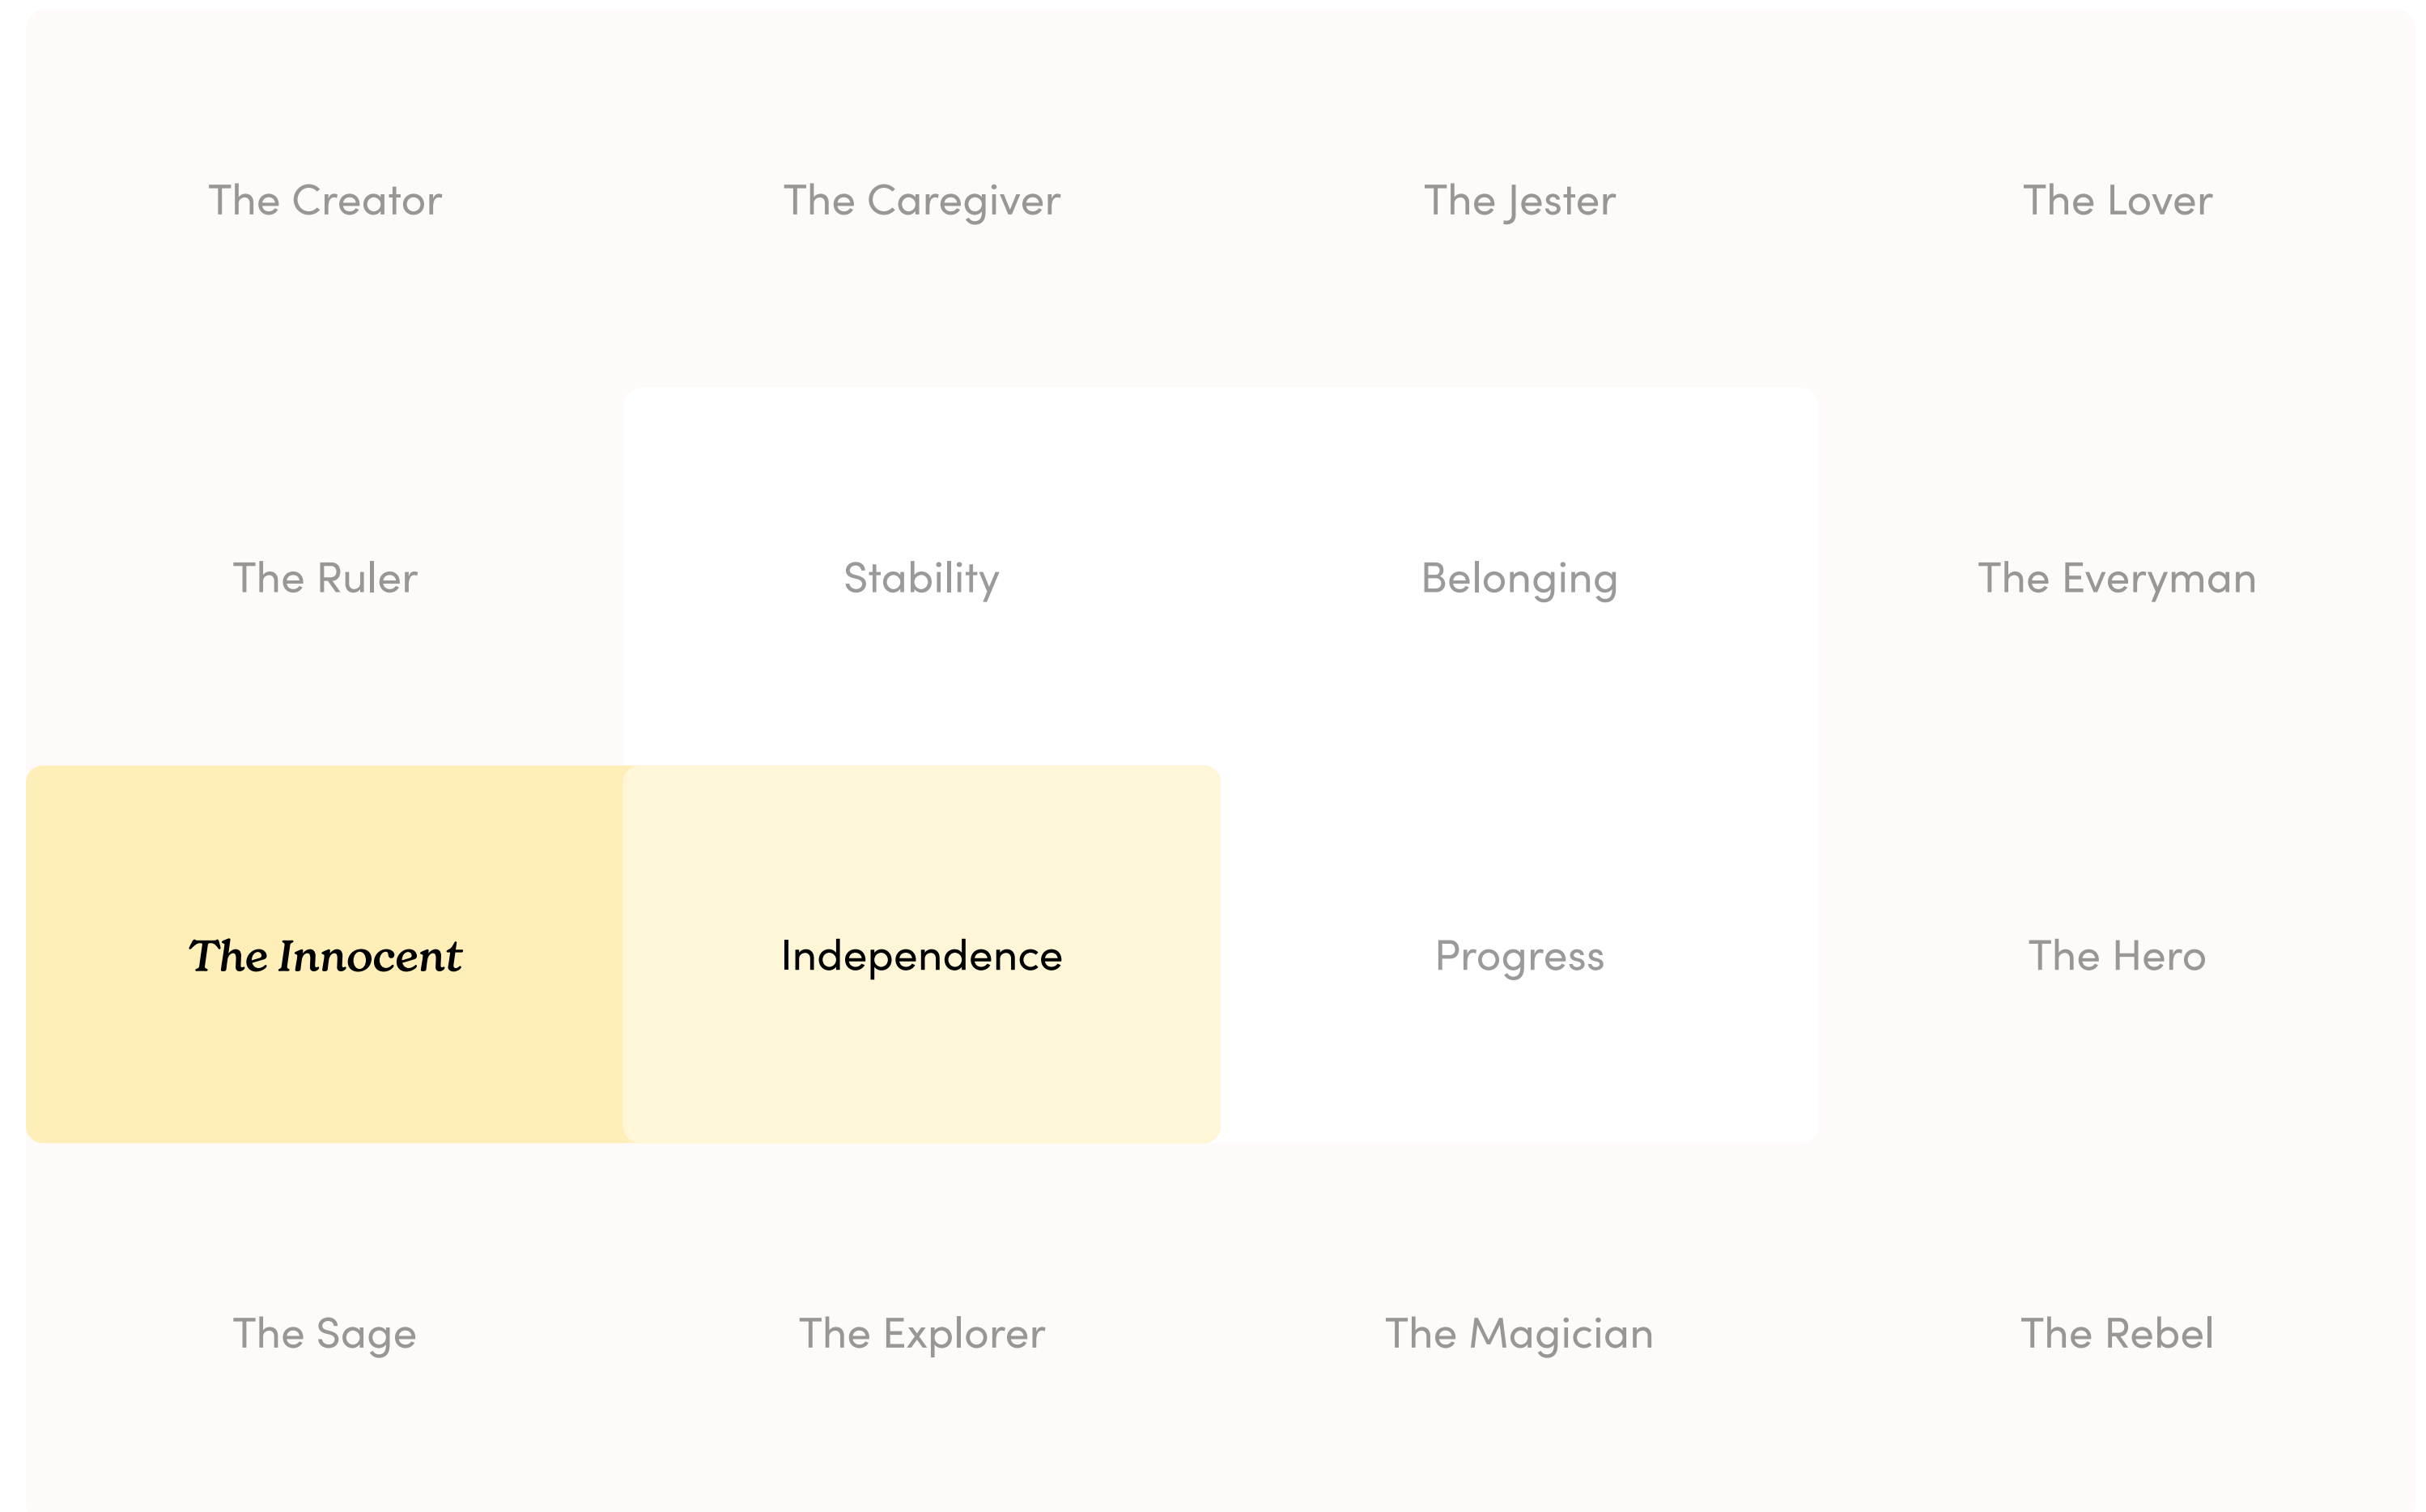 The Creator
The Caregiver
The Jester
The Lover
The Ruler
Stability
Belonging
The Everyman
The Innocent
Independence
Progress
The Hero
The Sage
The Explorer
The Magician
The Rebel